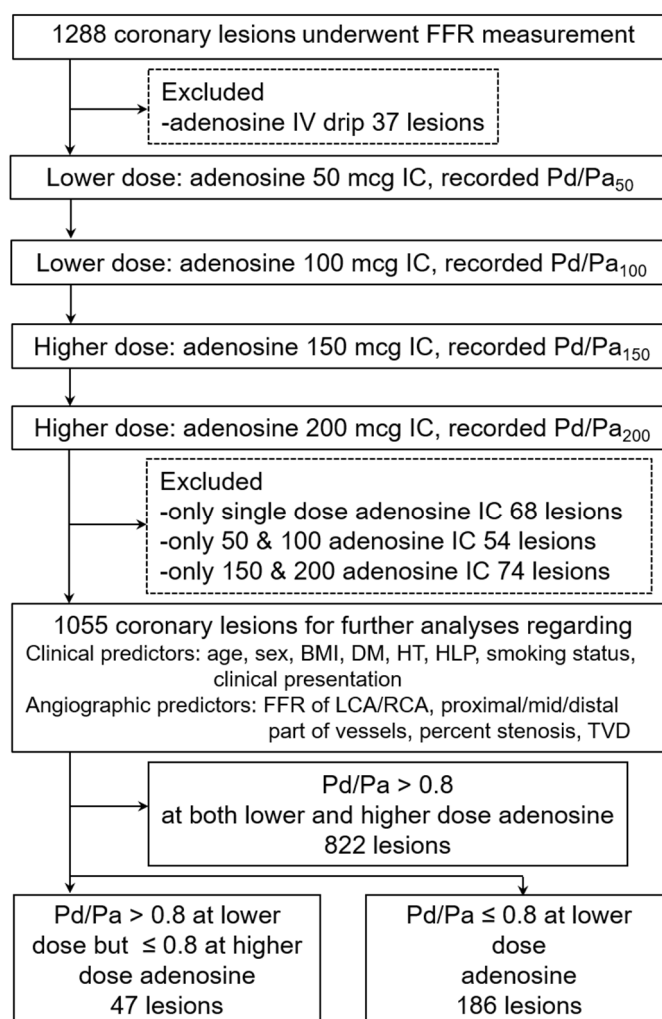 1288 coronary lesions underwent FFR measurement
Excluded
-adenosine IV drip 37 lesions
Lower dose: adenosine 50 mcg IC, recorded Pd/Pa50
Lower dose: adenosine 100 mcg IC, recorded Pd/Pa100
Higher dose: adenosine 150 mcg IC, recorded Pd/Pa150
Higher dose: adenosine 200 mcg IC, recorded Pd/Pa200
Excluded
-only single dose adenosine IC 68 lesions
-only 50 & 100 adenosine IC 54 lesions
-only 150 & 200 adenosine IC 74 lesions
1055 coronary lesions for further analyses regarding
Clinical predictors: age, sex, BMI, DM, HT, HLP, smoking status,
clinical presentation
Angiographic predictors: FFR of LCA/RCA, proximal/mid/distal
part of vessels, percent stenosis, TVD
Pd/Pa > 0.8
at both lower and higher dose adenosine
822 lesions
Pd/Pa > 0.8 at lower
dose but ≤ 0.8 at higher
dose adenosine
47 lesions
Pd/Pa ≤ 0.8 at lower
dose
adenosine
186 lesions